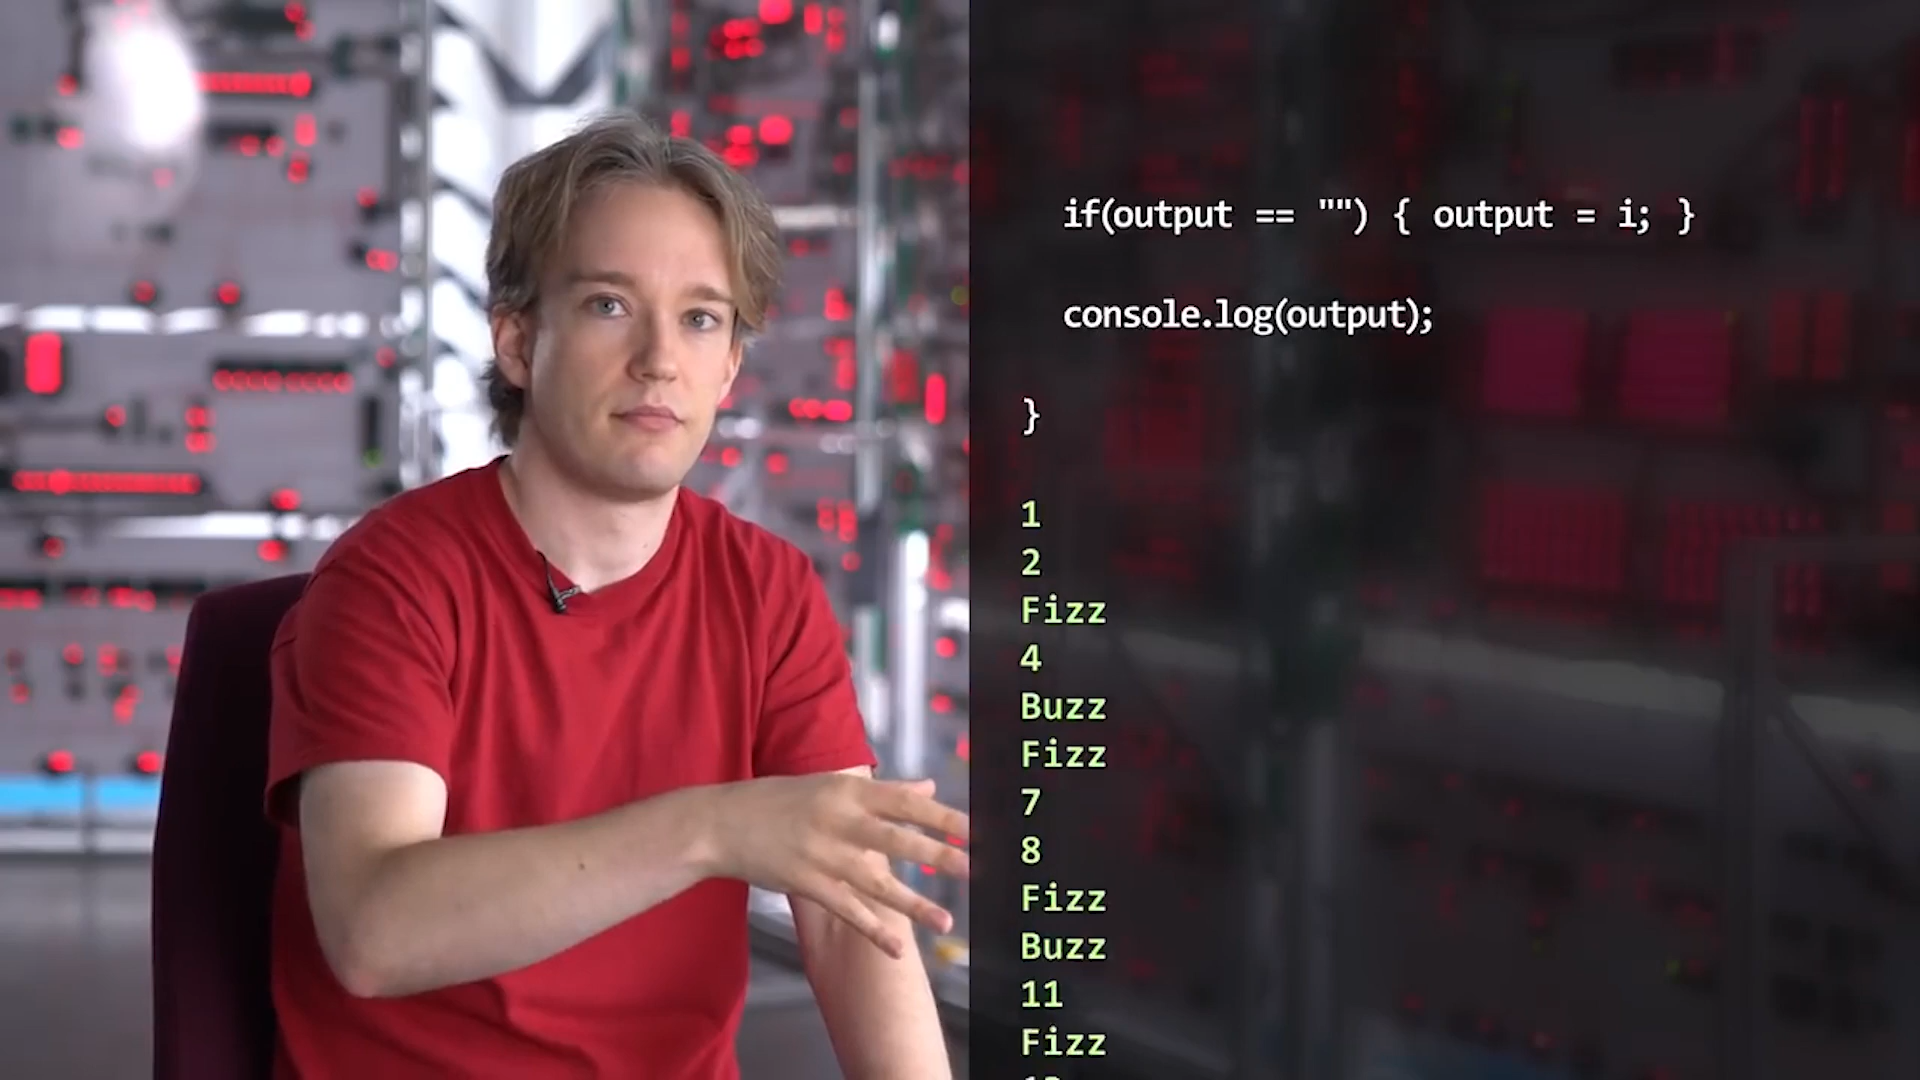 if(output == "") { output = i; }
console.log(output);
}
1
2
Fizz
4
Buzz
Fizz
7
8
Fizz
Buzz
11
Fizz